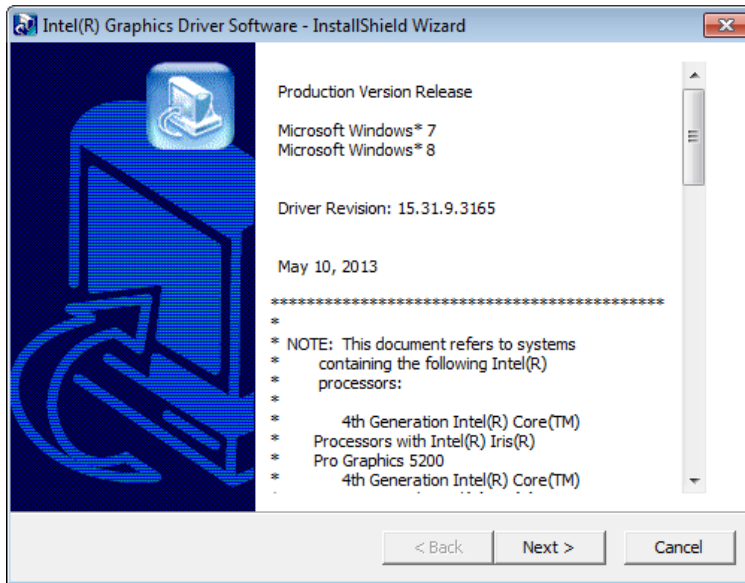 Intel(R) Graphics Driver Software - InstallShield Wizard
Production Version Release
Microsoft Windows* 7
Microsoft Windows* 8
Driver Revision: 15.31.9.3165
May 10, 2013
********************************************
*
* NOTE: This document refers to systems
* containing the following Intel(R)
* processors:
*
* 4th Generation Intel(R) Core(TM)
* Processors with Intel(R) Iris(R)
* Pro Graphics 5200
* 4th Generation Intel(R) Core(TM)
< Back
Next >
Cancel